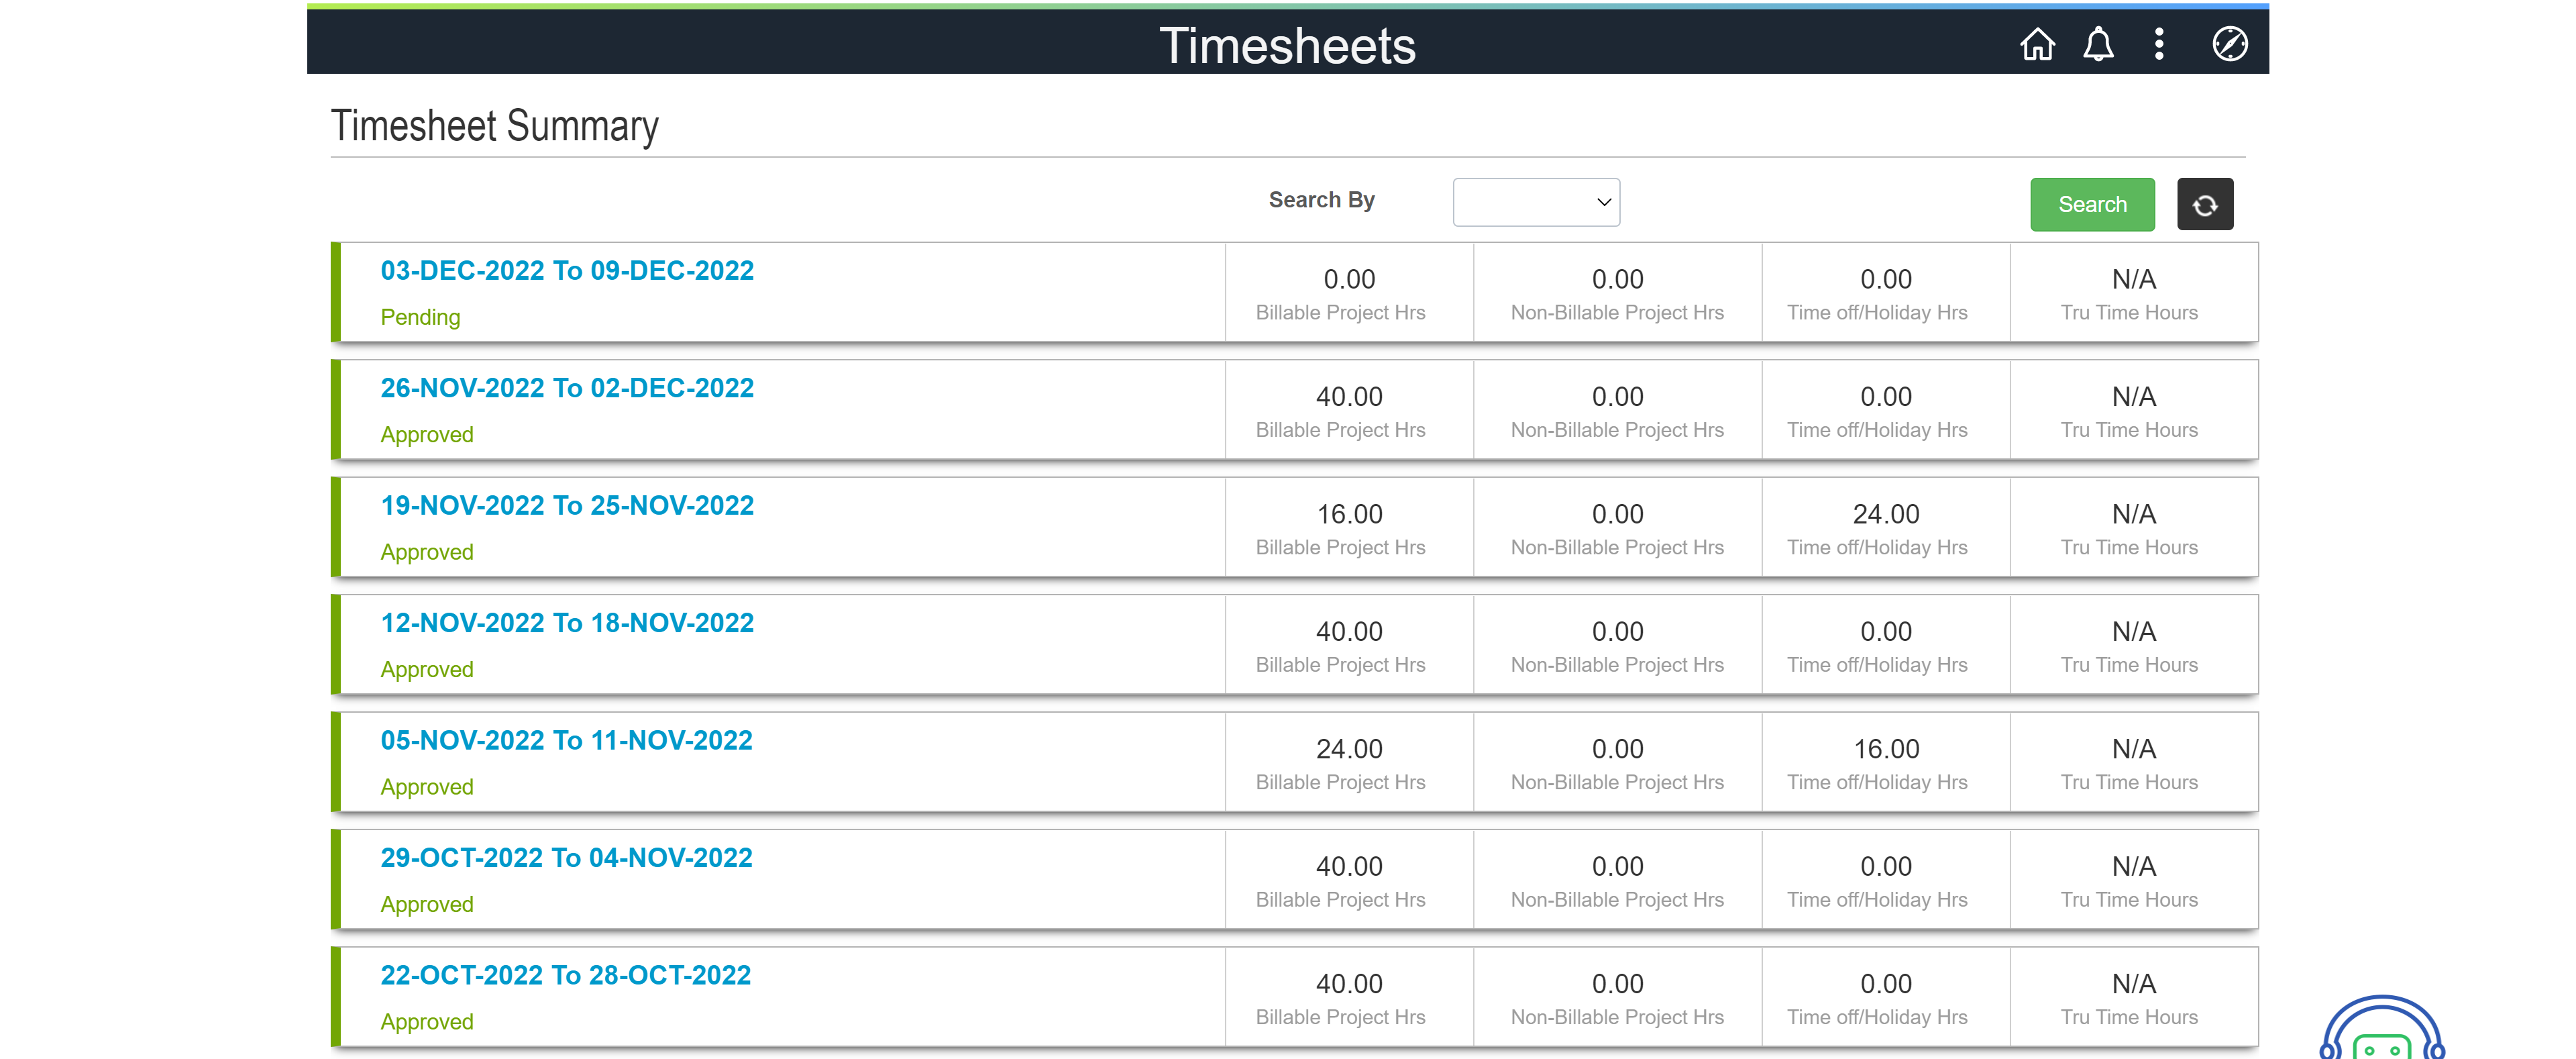 Timesheets
Timesheet Summary
Search By
Search
03-DEC-2022 To 09-DEC-2022
Pending
0.00
Billable Project Hrs
0.00
Non-Billable Project Hrs
0.00
Time off/Holiday Hrs
N/A
Tru Time Hours
26-NOV-2022 To 02-DEC-2022
Approved
40.00
Billable Project Hrs
0.00
Non-Billable Project Hrs
0.00
Time off/Holiday Hrs
N/A
Tru Time Hours
19-NOV-2022 To 25-NOV-2022
Approved
16.00
Billable Project Hrs
0.00
Non-Billable Project Hrs
24.00
Time off/Holiday Hrs
N/A
Tru Time Hours
12-NOV-2022 To 18-NOV-2022
Approved
40.00
Billable Project Hrs
0.00
Non-Billable Project Hrs
0.00
Time off/Holiday Hrs
N/A
Tru Time Hours
05-NOV-2022 To 11-NOV-2022
Approved
24.00
Billable Project Hrs
0.00
Non-Billable Project Hrs
16.00
Time off/Holiday Hrs
N/A
Tru Time Hours
29-OCT-2022 To 04-NOV-2022
Approved
40.00
Billable Project Hrs
0.00
Non-Billable Project Hrs
0.00
Time off/Holiday Hrs
N/A
Tru Time Hours
22-OCT-2022 To 28-OCT-2022
Approved
40.00
Billable Project Hrs
0.00
Non-Billable Project Hrs
0.00
Time off/Holiday Hrs
N/A
Tru Time Hours